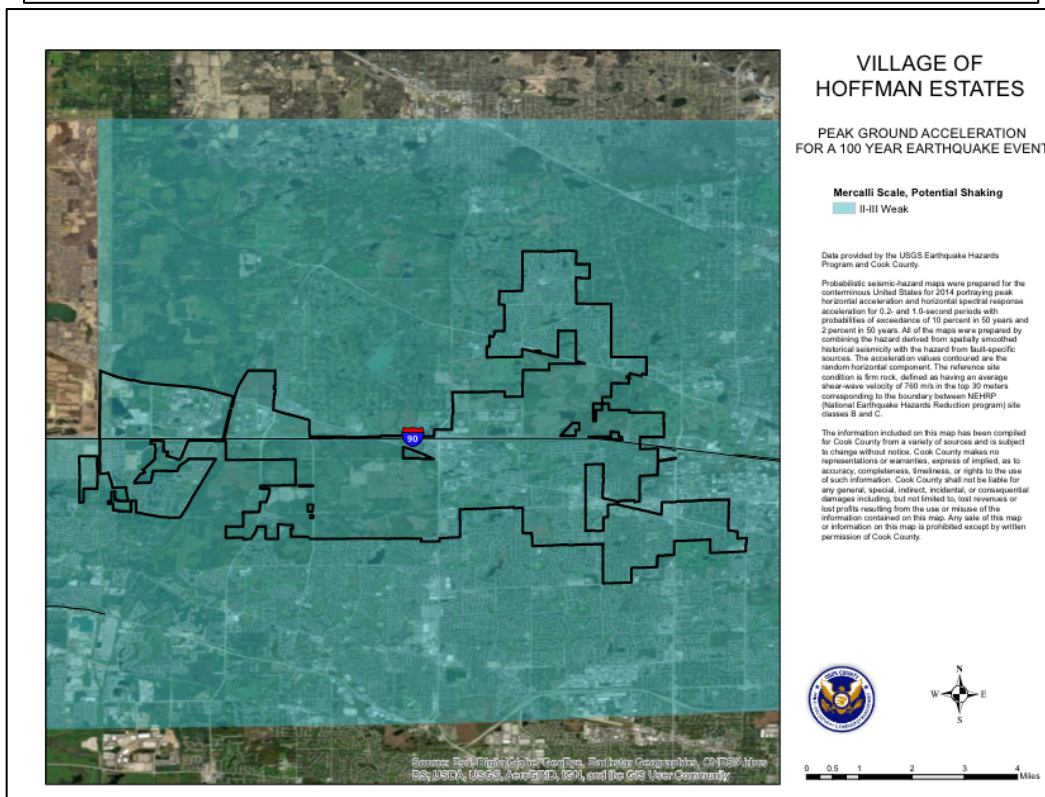 VILLAGE OF
HOFFMAN ESTATES
PEAK GROUND ACCELERATION
FOR A 100 YEAR EARTHQUAKE EVENT
Mercalli Scale, Potential Shaking
II-III Weak
Data provided by the USGS Earthquake Hazards
Program and Cook County.
Probabilistic seismic-hazard maps were prepared for the
conterminous United States for 2014 portraying peak
horizontal acceleration and horizontal spectral response
acceleration for 0.2- and 1.0-second periods with
probabilities of exceedance of 10 percent in 50 years and
2 percent in 50 years. All of the maps were prepared by
combining the hazard derived from spatially smoothed
historical seismicity with the hazard from fault-specific
sources. The acceleration values contoured are the
random horizontal component. The reference site
condition is firm rock, defined as having an average
shear-wave velocity of 760 m/s in the top 30 meters
corresponding to the boundary between NEHRP
(National Earthquake Hazards Reduction program) site
classes B and C.
The information included on this map has been compiled
for Cook County from a variety of sources and is subject
to change without notice. Cook County makes no
representations or warranties, express of implied, as to
accuracy, completeness, timeliness, or rights to the use
of such information. Cook County shall not be liable for
any general, special, indirect, incidental, or consequential
damages including, but not limited to, lost revenues or
lost profits resulting from the use or misuse of the
information contained on this map. Any sale of this map
or information on this map is prohibited except by written
permission of Cook County.
90
N
W E
S
0 0.5 1 2 3 4
Miles
Source: Esri, DigitalGlobe, GeoEye, Earthstar Geographics, CNES/Airbus
DS, USDA, USGS, AeroGRID, IGN, and the GIS User Community